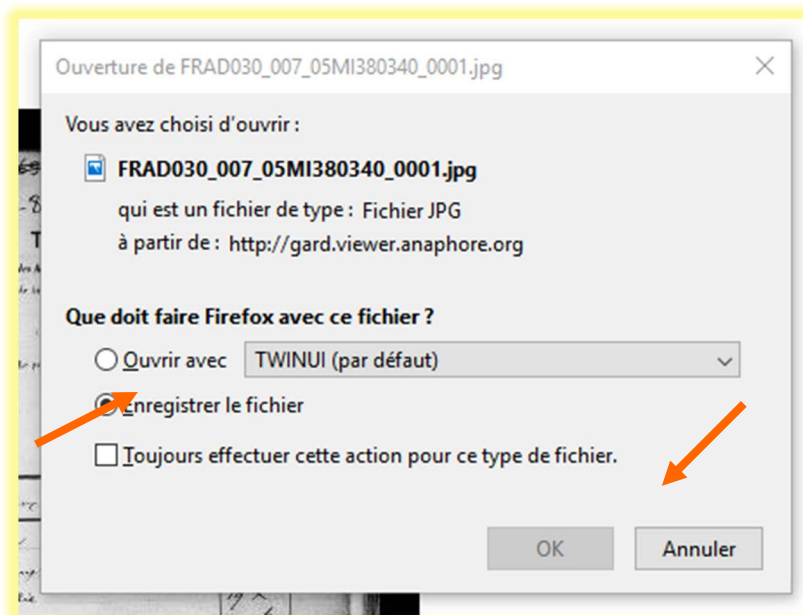 Ouverture de FRAD030_007_05MI380340_0001.jpg
Vous avez choisi d'ouvrir :
FRAD030_007_05MI380340_0001.jpg
qui est un fichier de type : Fichier JPG
à partir de : http://gard.viewer.anaphore.org
Que doit faire Firefox avec ce fichier ?
Ouvrir avec TWINUI (par défaut)
Enregistrer le fichier
Toujours effectuer cette action pour ce type de fichier.
OK Annuler